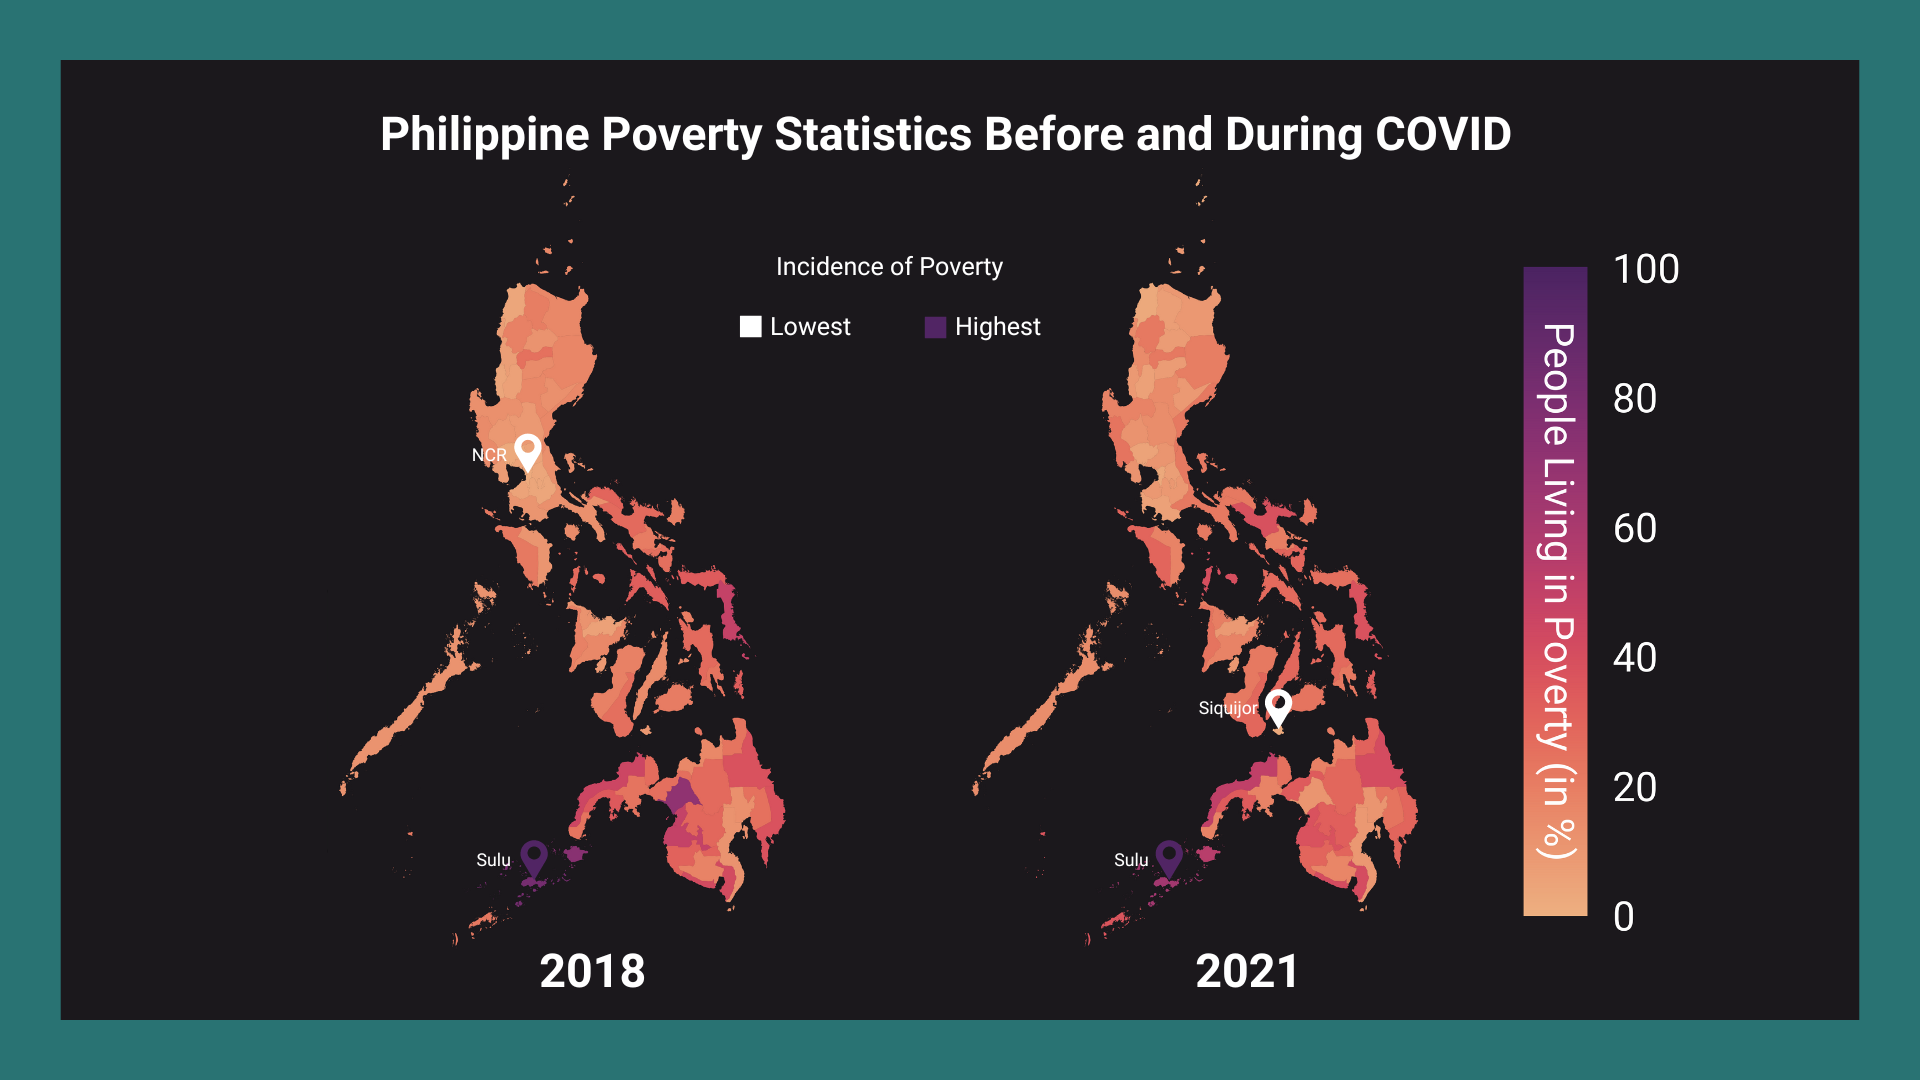 Philippine Poverty Statistics Before and During COVID
Incidence of Poverty
Lowest
Highest
NCR
Sulu
2018
Siquijor
Sulu
2021
100
80
60
40
20
0
People Living in Poverty (in %)